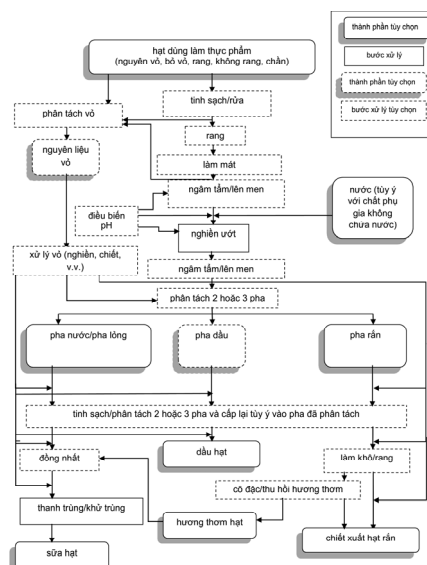 hạt dùng làm thực phẩm
(nguyên vỏ, bỏ vỏ, rang, không rang, chần)
thành phần tùy chọn
bước xử lý
thành phần tùy chọn
bước xử lý tùy chọn
tinh sạch/rửa
phân tách vỏ
rang
nguyên liệu
vỏ
làm mát
ngâm tẩm/lên men
nước (tùy ý
với chất phụ
gia không
chưa nước)
điều biến
pH
nghiền ướt
xử lý vỏ (nghiền, chiết,
v.v.)
ngâm tẩm/lên men
phân tách 2 hoăc 3 pha
pha nước/pha lỏng
pha dầu
pha rắn
tinh sạch/phân tách 2 hoặc 3 pha và cấp lại tùy ý vào pha đã phân tách
dầu hạt
đồng nhất
làm khô/rang
cô đặc/thu hồi hương thơm
thanh trùng/khử trùng
hương thơm hạt
chiết xuất hạt rắn
sữa hạt